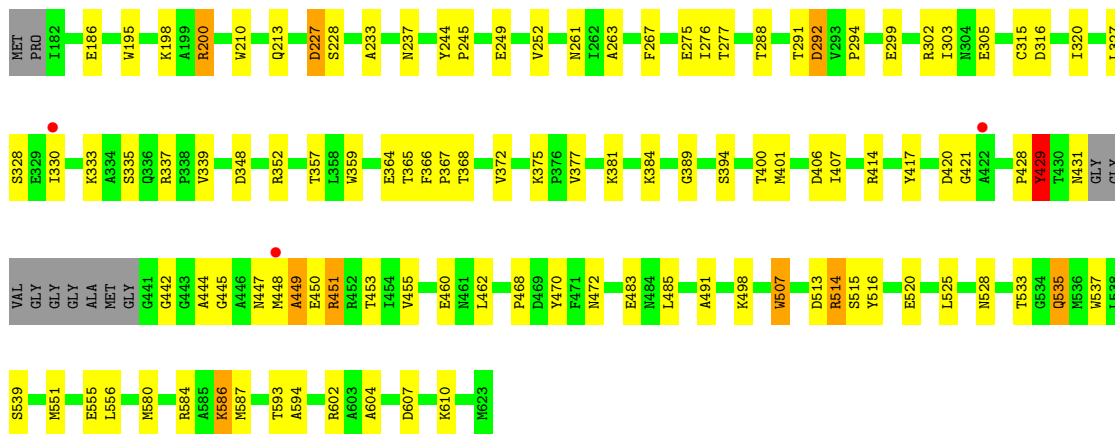 MET PRO I182 E186 W195 K198 A199 R200 W210 Q213 D227 S228 A233 N237 Y244 P245 E249 V252 N261 I262 A263 F267 E275 I276 T277 T288 T291 D292 V293 P294 E299 R302 I303 N304 E305 C315 D316 I320 L327
S328 E329 I330 K333 A334 S335 Q336 R337 P338 V339 D348 R352 T357 L358 W359 E364 T365 F366 P367 T368 V372 K375 P376 V377 K381 K384 G389 S394 T400 M401 D406 I407 R414 Y417 D420 G421 A422 P428 Y429 T430 N431 GLY GLY
VAL GLY GLY GLY ALA MET GLY G441 G442 G443 A444 G445 A446 N447 M448 A449 E450 R451 R452 T453 I454 V455 E460 N461 L462 P468 D469 Y470 F471 N472 E483 N484 L485 A491 K498 W507 D513 R514 S515 Y516 E520 L525 N528 T533 G534 Q535 M536 W537 L538
S539 M551 E555 L556 M580 R584 A585 K586 M587 T593 A594 R602 A603 A604 D607 K610 M623